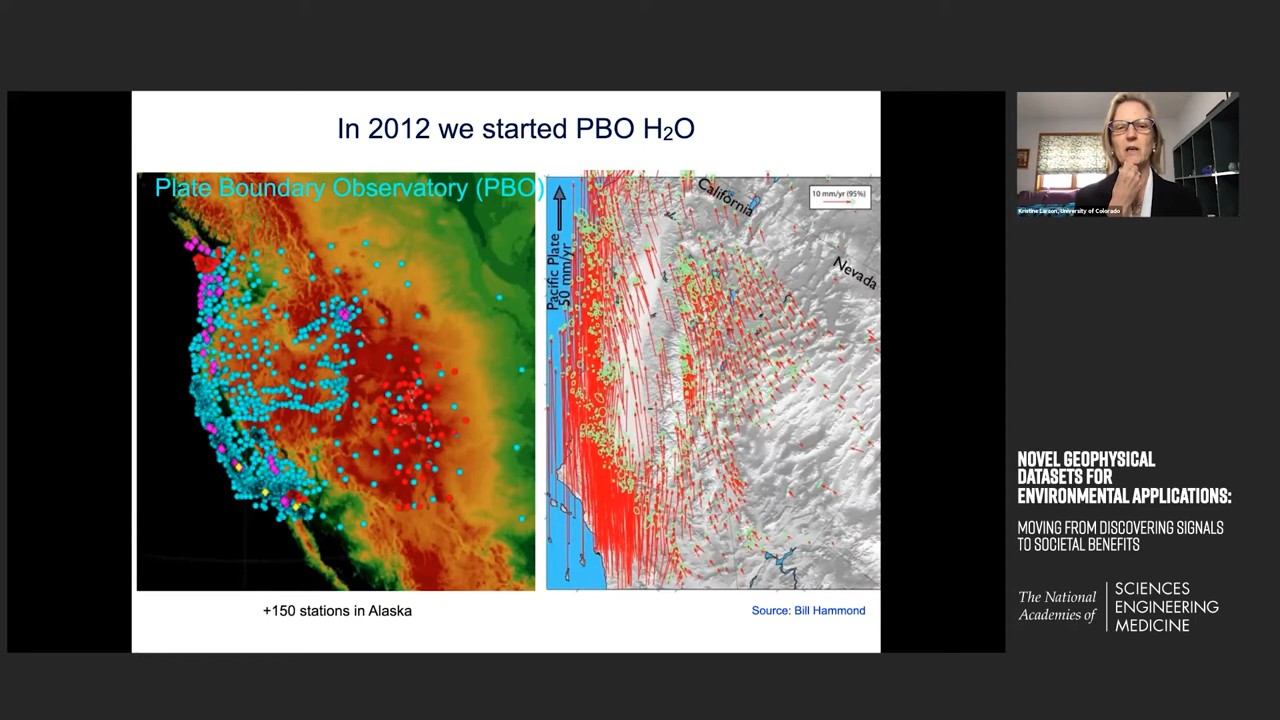 In 2012 we started PBO H₂O
Plate Boundary Observatory (PBO)
Pacific Plate
50 mm/yr
California
10 mm/yr (95%)
Nevada
+150 stations in Alaska
Source: Bill Hammond
Kristine Larson, University of Colorado
NOVEL GEOPHYSICAL
DATASETS FOR
ENVIRONMENTAL APPLICATIONS:
MOVING FROM DISCOVERING SIGNALS
TO SOCIETAL BENEFITS
The National
Academies of
SCIENCES
ENGINEERING
MEDICINE